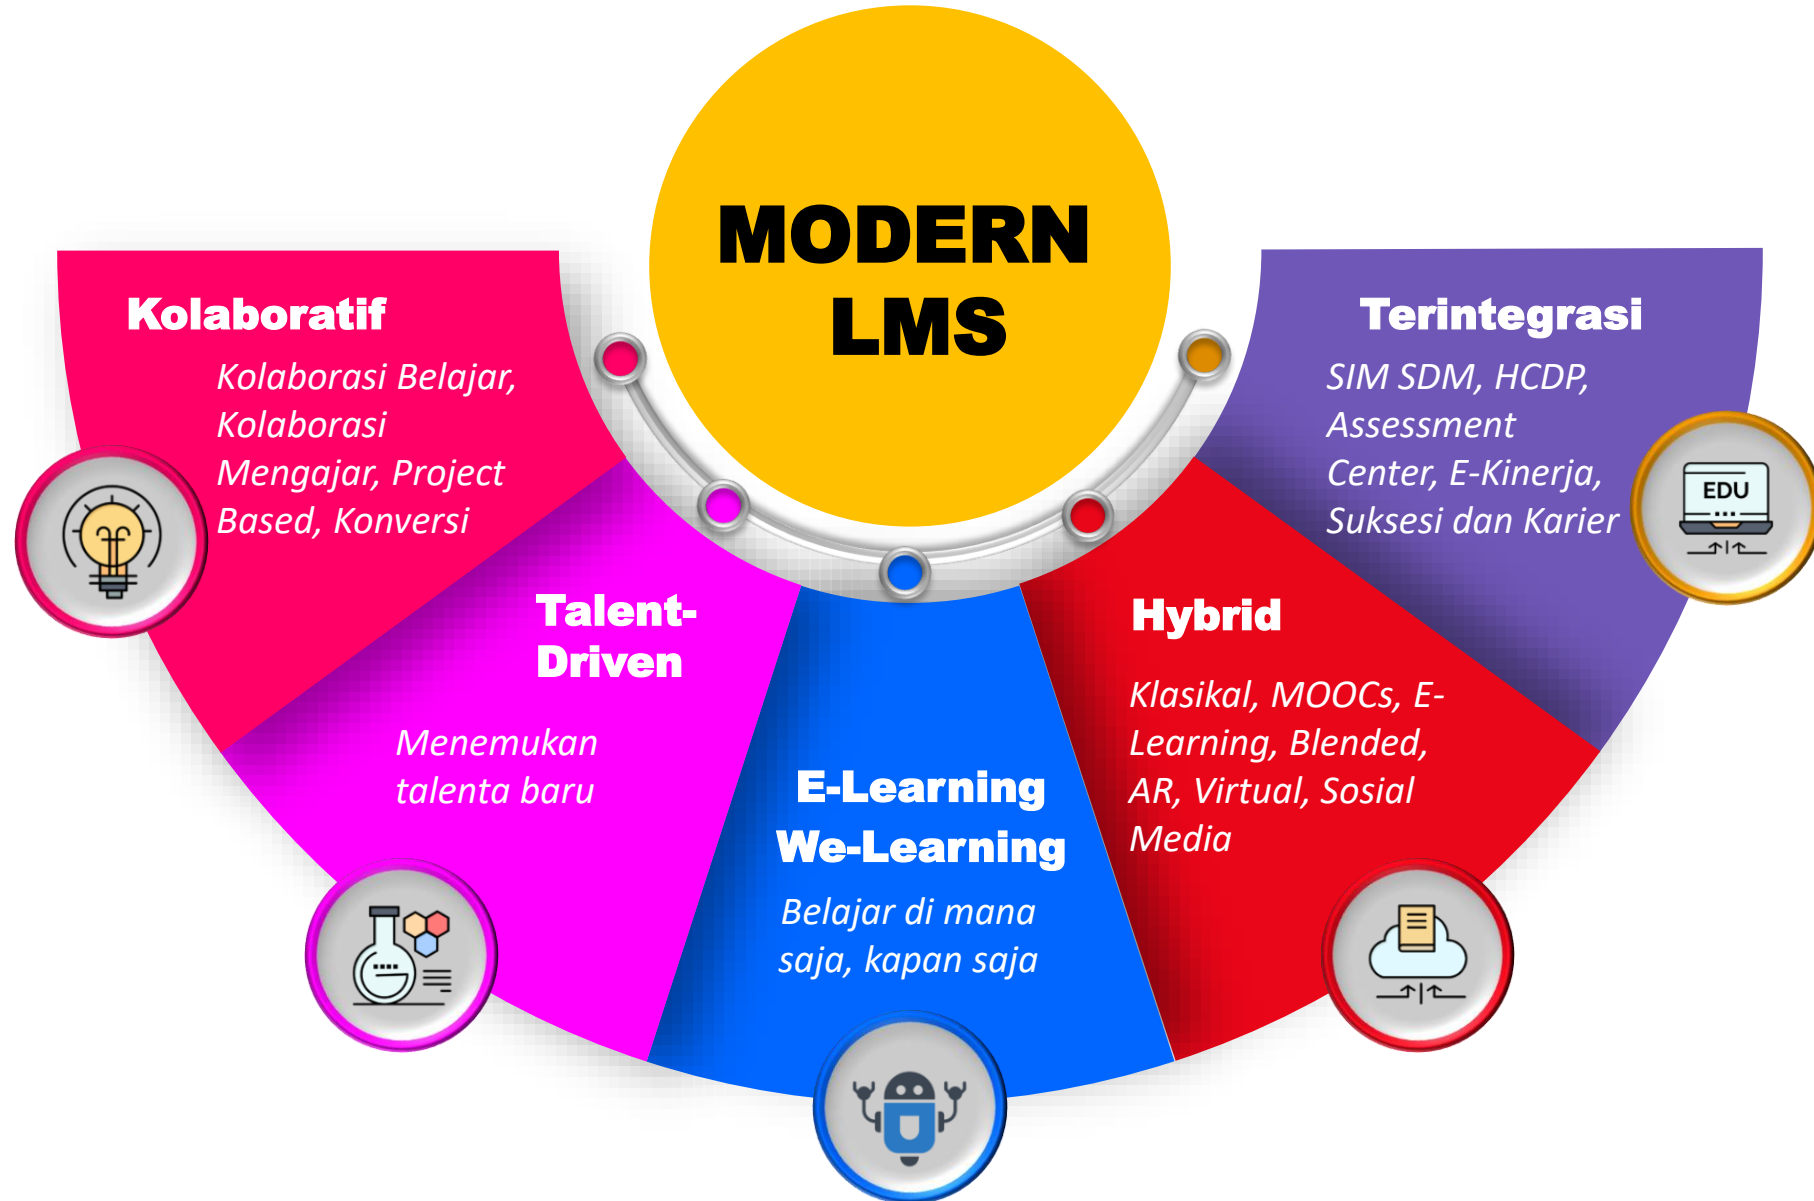 MODERN
LMS
Kolaboratif
Kolaborasi Belajar,
Kolaborasi
Mengajar, Project
Based, Konversi
Talent-
Driven
Menemukan
talenta baru
E-Learning
We-Learning
Belajar di mana
saja, kapan saja
Hybrid
Klasikal, MOOCs, E-
Learning, Blended,
AR, Virtual, Sosial
Media
Terintegrasi
SIM SDM, HCDP,
Assessment
Center, E-Kinerja,
Suksesi dan Karier
EDU